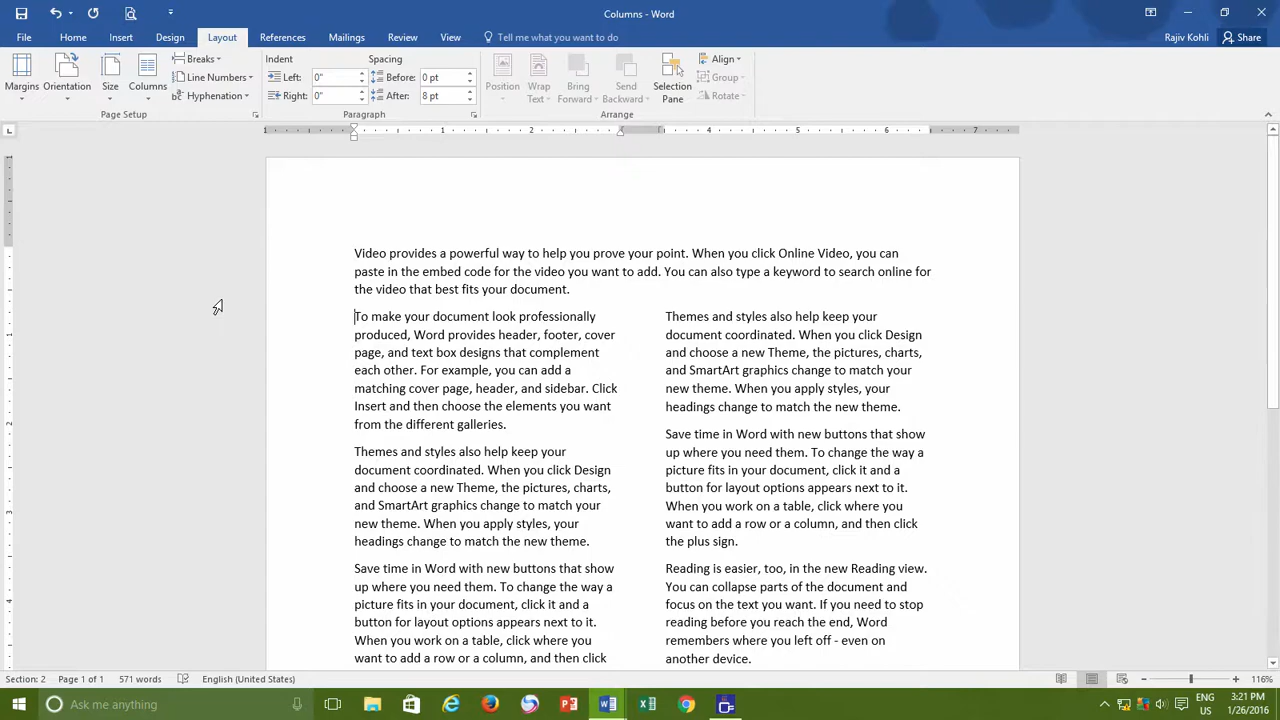 Columns - Word
File Home Insert Design Layout References Mailings Review View Tell me what you want to do Rajiv Kohli Share
Margins Orientation Size Columns Breaks Line Numbers Hyphenation
Page Setup
Indent Spacing
Left: 0" Before: 0 pt
Right: 0" After: 8 pt
Paragraph
Position Wrap Text Bring Forward Send Backward Selection Pane Align Group Rotate
Arrange
1 1 2 4 5 6 7
Video provides a powerful way to help you prove your point. When you click Online Video, you can
paste in the embed code for the video you want to add. You can also type a keyword to search online for
the video that best fits your document.
To make your document look professionally
produced, Word provides header, footer, cover
page, and text box designs that complement
each other. For example, you can add a
matching cover page, header, and sidebar. Click
Insert and then choose the elements you want
from the different galleries.
Themes and styles also help keep your
document coordinated. When you click Design
and choose a new Theme, the pictures, charts,
and SmartArt graphics change to match your
new theme. When you apply styles, your
headings change to match the new theme.
Save time in Word with new buttons that show
up where you need them. To change the way a
picture fits in your document, click it and a
button for layout options appears next to it.
When you work on a table, click where you
want to add a row or a column, and then click
Themes and styles also help keep your
document coordinated. When you click Design
and choose a new Theme, the pictures, charts,
and SmartArt graphics change to match your
new theme. When you apply styles, your
headings change to match the new theme.
Save time in Word with new buttons that show
up where you need them. To change the way a
picture fits in your document, click it and a
button for layout options appears next to it.
When you work on a table, click where you
want to add a row or a column, and then click
the plus sign.
Reading is easier, too, in the new Reading view.
You can collapse parts of the document and
focus on the text you want. If you need to stop
reading before you reach the end, Word
remembers where you left off - even on
another device.
Section: 2 Page 1 of 1 571 words English (United States) 116%
Ask me anything
ENG 3:21 PM
US 1/26/2016